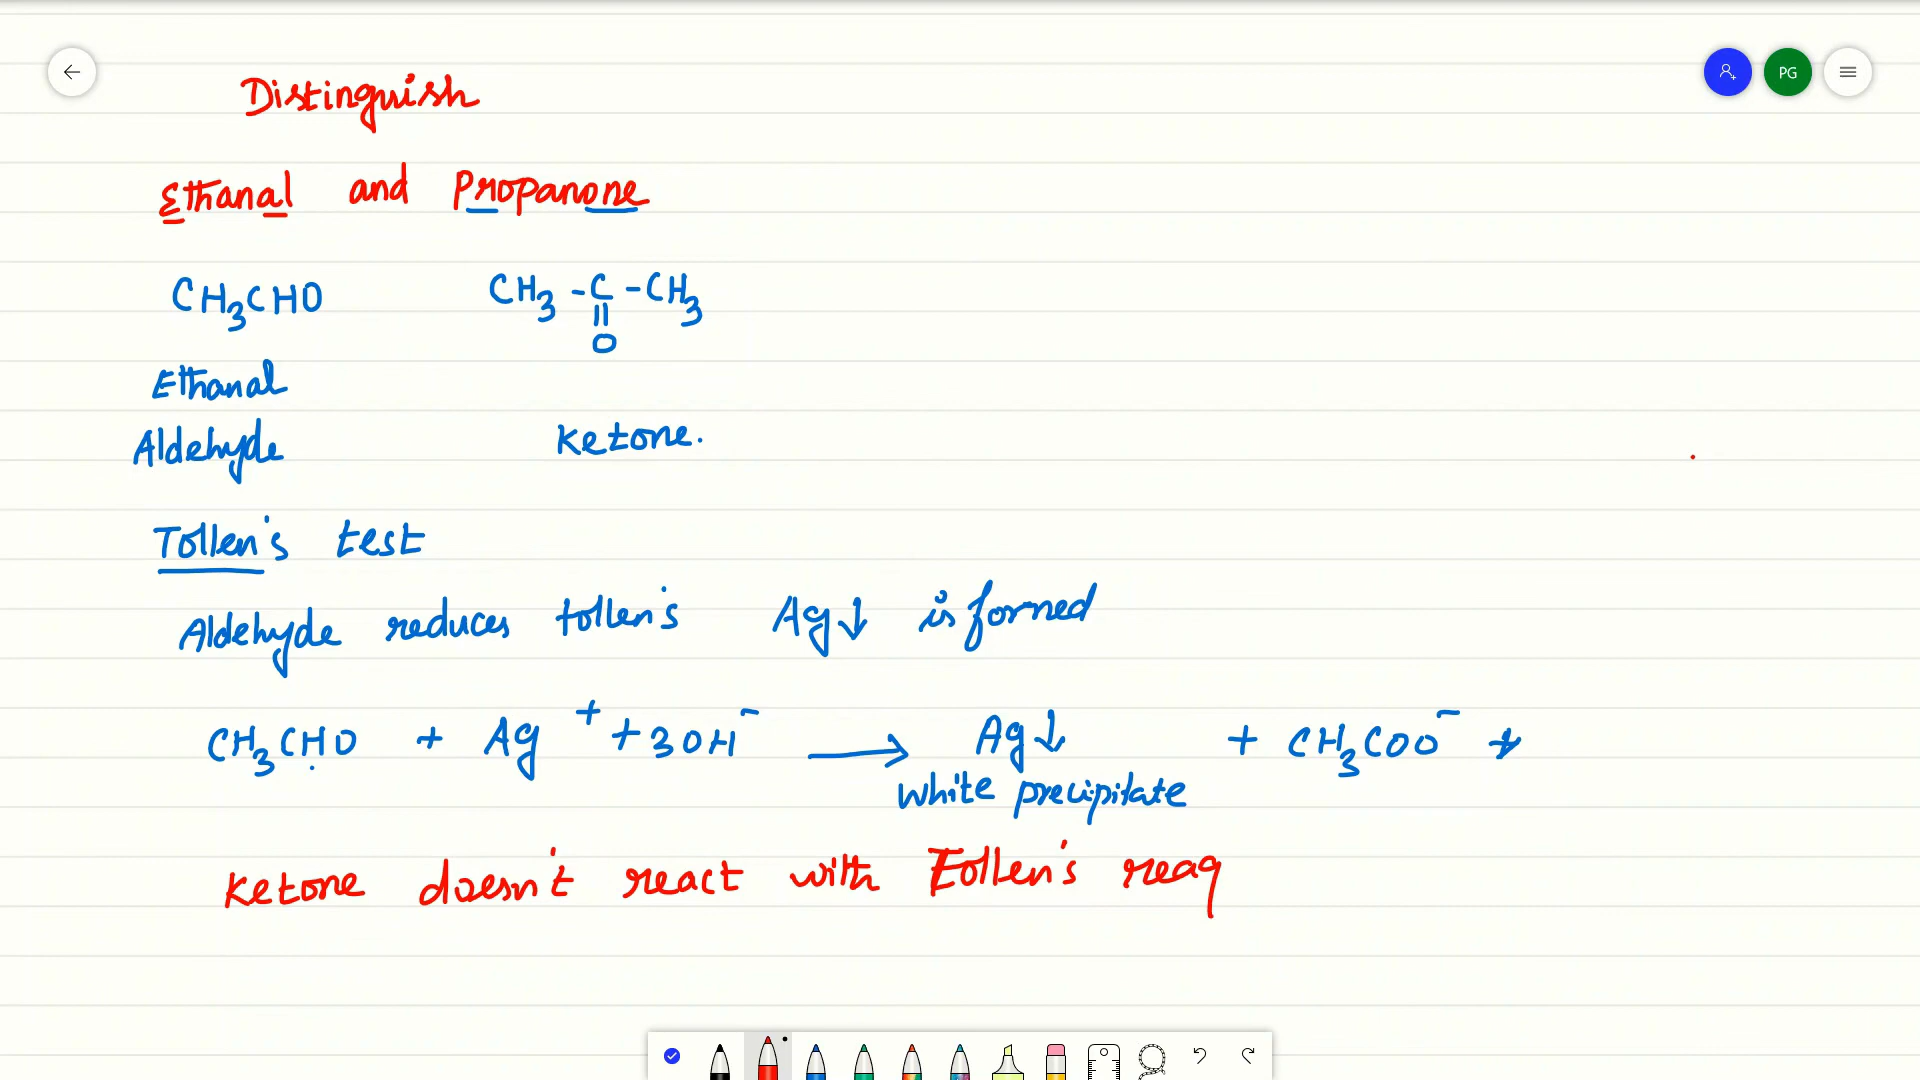 PG
Distinguish
Ethanal and Propanone
CH3CHO CH3-C-CH3
||
O
Ethanal
Aldehyde Ketone.
Tollen's test
Aldehyde reduces tollen's Ag↓ is formed
CH3CHO + Ag+ + 3OH- → Ag↓ + CH3COO- +
white precipitate
Ketone doesn't react with Tollen's reag